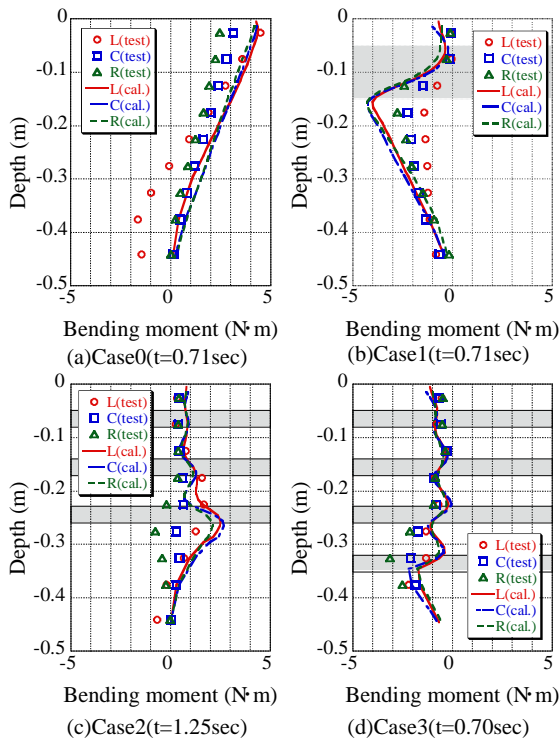 0
-0.1
-0.2
-0.3
-0.4
-0.5
Depth (m)
L(test)
C(test)
R(test)
L(cal.)
C(cal.)
R(cal.)
-5 0 5
Bending moment (N·m)
(a)Case0(t=0.71sec)
0
-0.1
-0.2
-0.3
-0.4
-0.5
Depth (m)
L(test)
C(test)
R(test)
L(cal.)
C(cal.)
R(cal.)
-5 0 5
Bending moment (N·m)
(b)Case1(t=0.71sec)
0
-0.1
-0.2
-0.3
-0.4
-0.5
Depth (m)
L(test)
C(test)
R(test)
L(cal.)
C(cal.)
R(cal.)
-5 0 5
Bending moment (N·m)
(c)Case2(t=1.25sec)
0
-0.1
-0.2
-0.3
-0.4
-0.5
Depth (m)
L(test)
C(test)
R(test)
L(cal.)
C(cal.)
R(cal.)
-5 0 5
Bending moment (N·m)
(d)Case3(t=0.70sec)